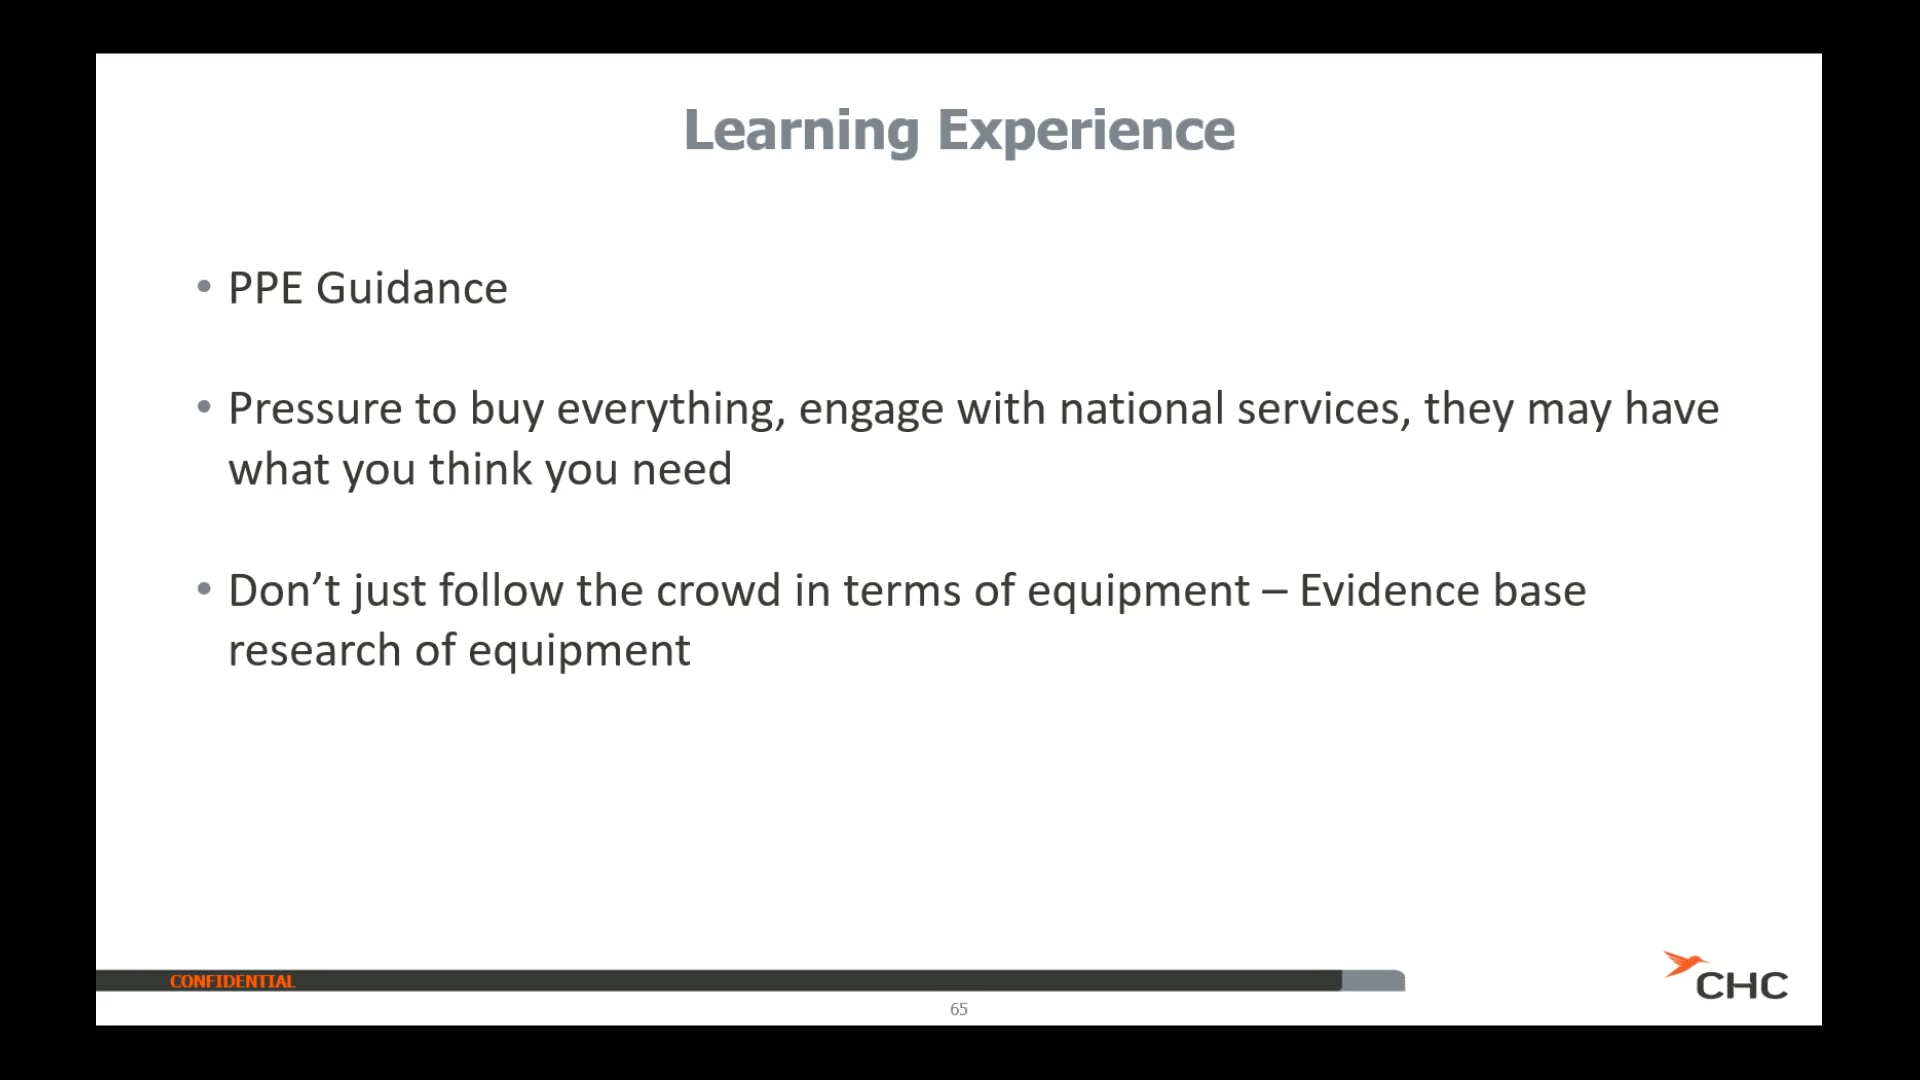 Learning Experience
• PPE Guidance
• Pressure to buy everything, engage with national services, they may have
what you think you need
• Don’t just follow the crowd in terms of equipment – Evidence base
research of equipment
CONFIDENTIAL
CHC
65